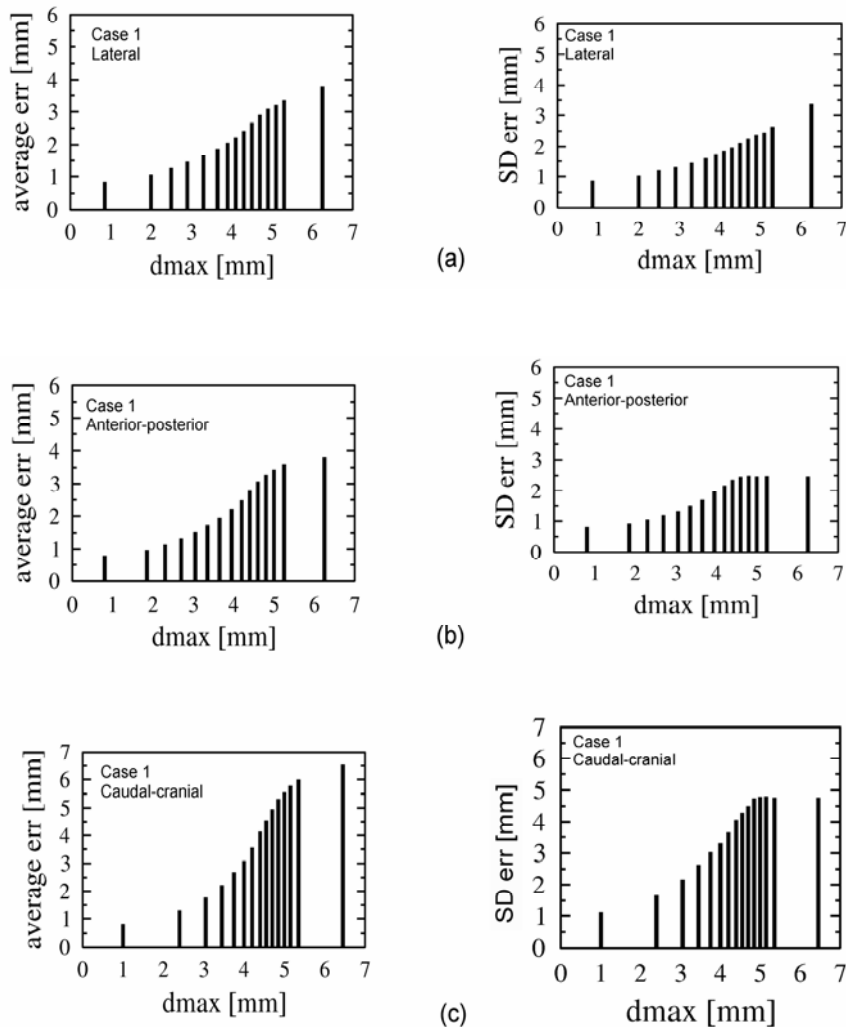 6
5
4
3
2
1
0
average err [mm]
Case 1
Lateral
0 1 2 3 4 5 6 7
dmax [mm]
6
5
4
3
2
1
0
SD err [mm]
Case 1
Lateral
0 1 2 3 4 5 6 7
dmax [mm]
(a)
6
5
4
3
2
1
0
average err [mm]
Case 1
Anterior-posterior
0 1 2 3 4 5 6 7
dmax [mm]
6
5
4
3
2
1
0
SD err [mm]
Case 1
Anterior-posterior
0 1 2 3 4 5 6 7
dmax [mm]
(b)
7
6
5
4
3
2
1
0
average err [mm]
Case 1
Caudal-cranial
0 1 2 3 4 5 6 7
dmax [mm]
7
6
5
4
3
2
1
0
SD err [mm]
Case 1
Caudal-cranial
0 1 2 3 4 5 6 7
dmax [mm]
(c)